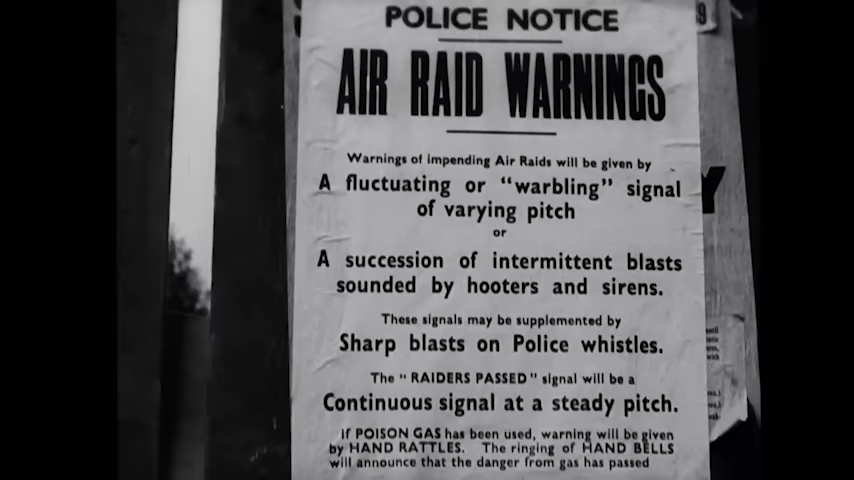 POLICE NOTICE
AIR RAID WARNINGS
Warnings of impending Air Raids will be given by
A fluctuating or "warbling" signal
of varying pitch
or
A succession of intermittent blasts
sounded by hooters and sirens.
These signals may be supplemented by
Sharp blasts on Police whistles.
The "RAIDERS PASSED" signal will be a
Continuous signal at a steady pitch.
If POISON GAS has been used, warning will be given
by HAND RATTLES. The ringing of HAND BELLS
will announce that the danger from gas has passed
9
Y
with